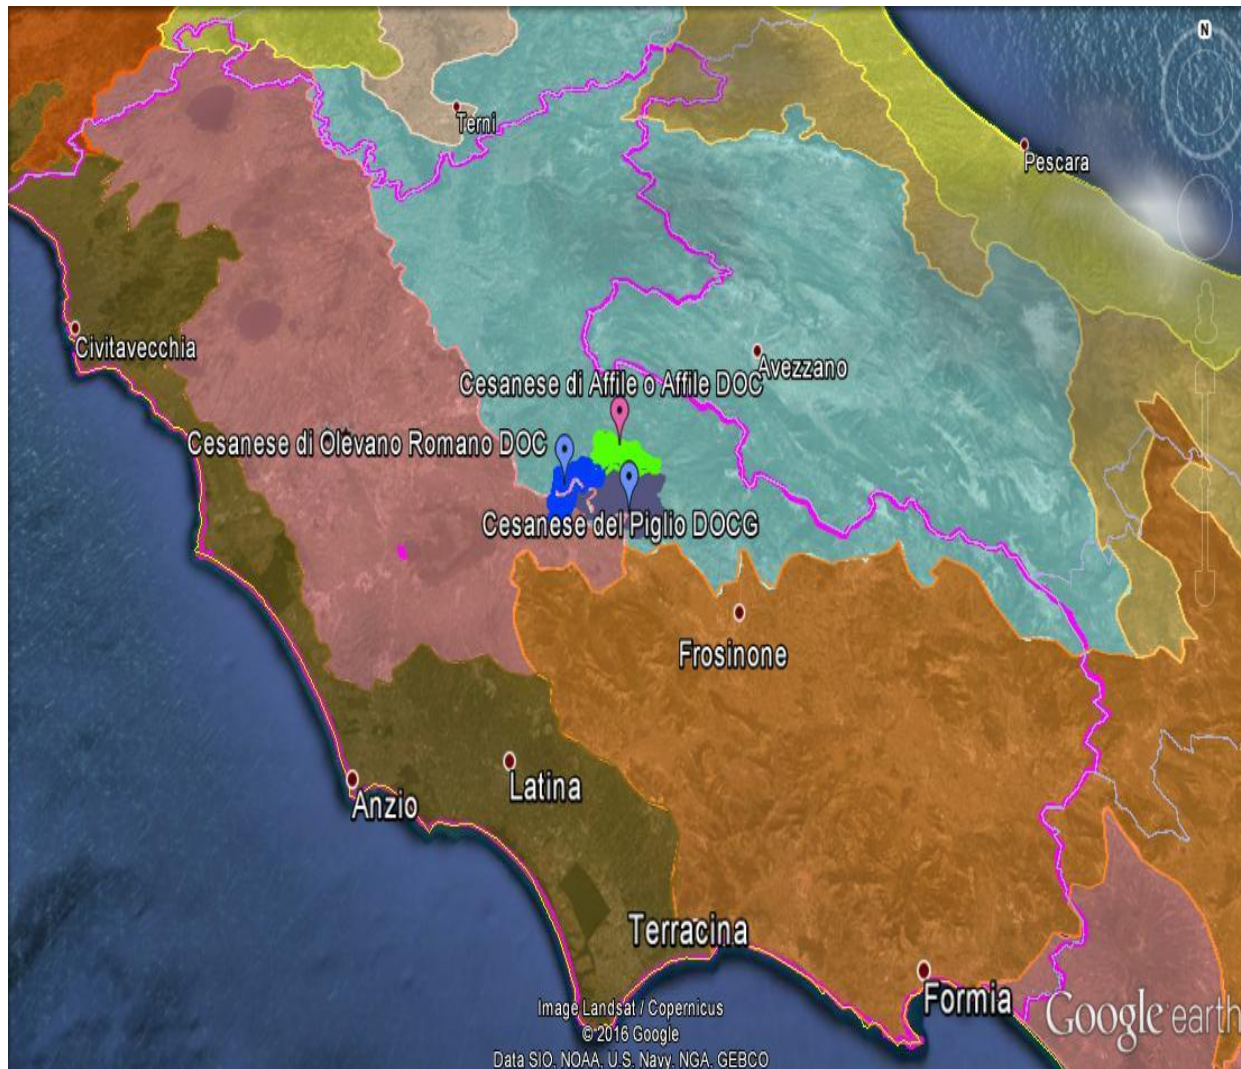 N
Terni
Pescara
Civitavecchia
Avezzano
Cesanese di Affile o Affile DOC
Cesanese di Olevano Romano DOC
Cesanese del Piglio DOCG
Frosinone
Latina
Anzio
Terracina
Formia
Image Landsat / Copernicus
© 2016 Google
Data SIO, NOAA, U.S. Navy, NGA, GEBCO
Google earth